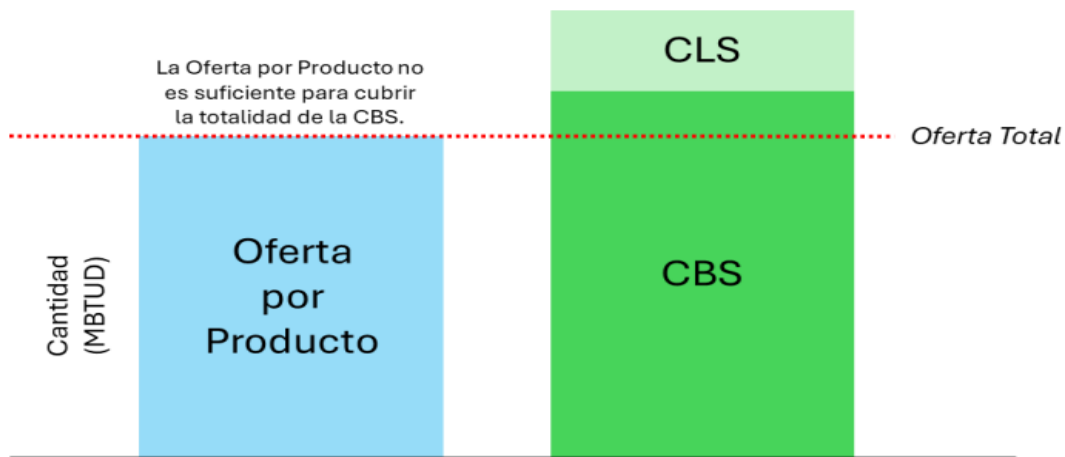 La Oferta por Producto no
es suficiente para cubrir
la totalidad de la CBS.
CLS
Oferta Total
Cantidad
(MBTUD)
Oferta
por
Producto
CBS